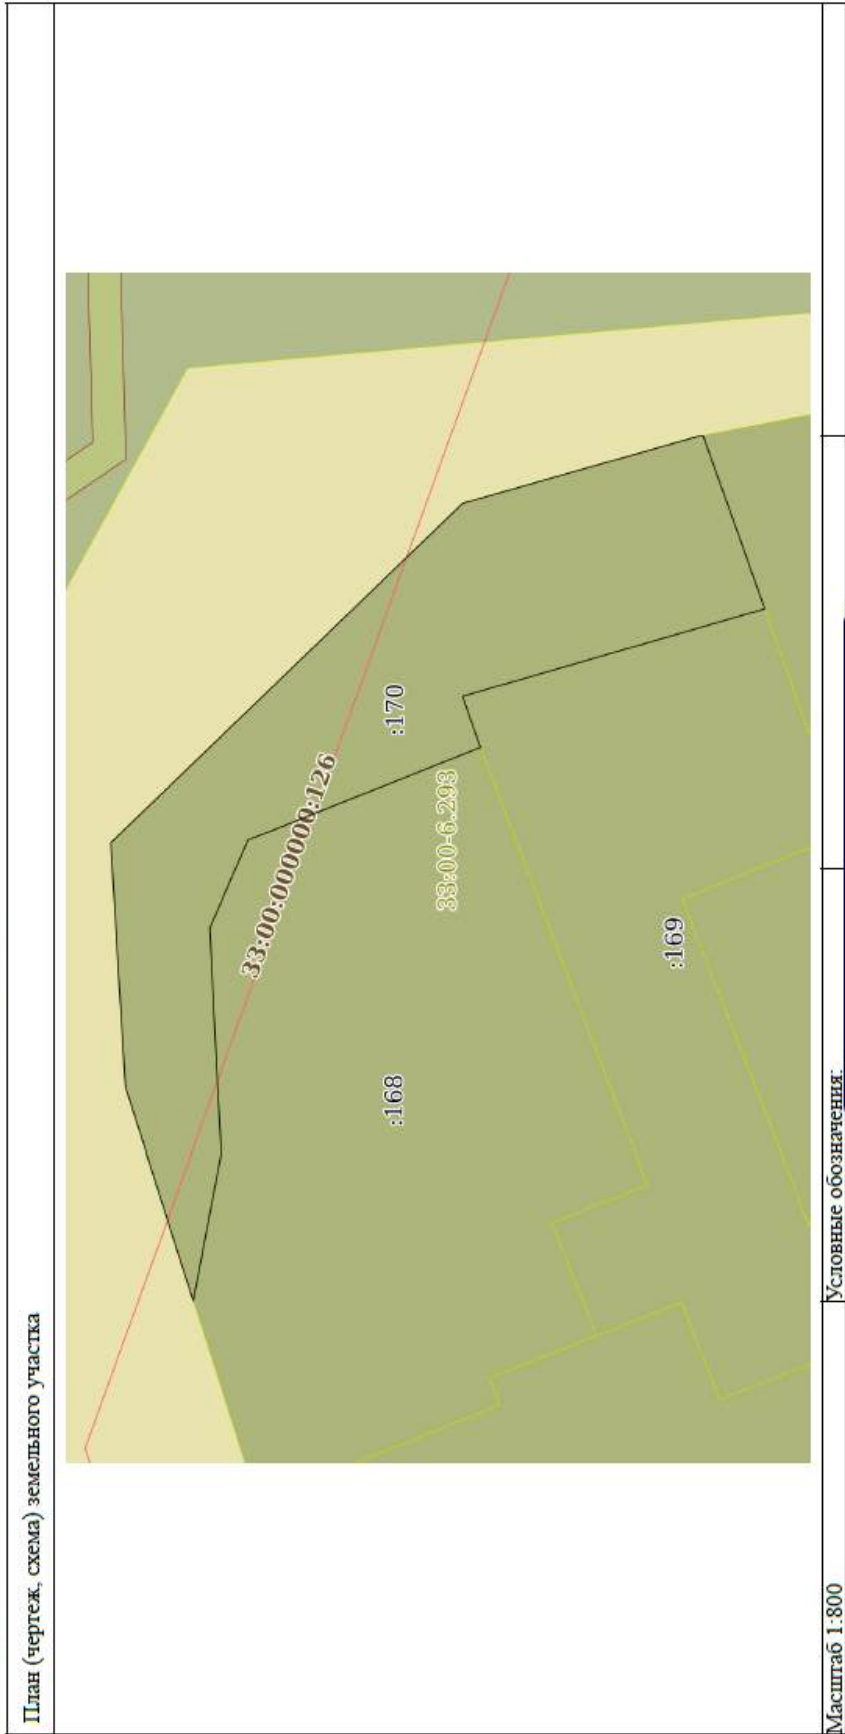 План (чертеж, схема) земельного участка
33:00:000000:126
:170
33:00-6.293
:168
:169
Масштаб 1:800
Условные обозначения: